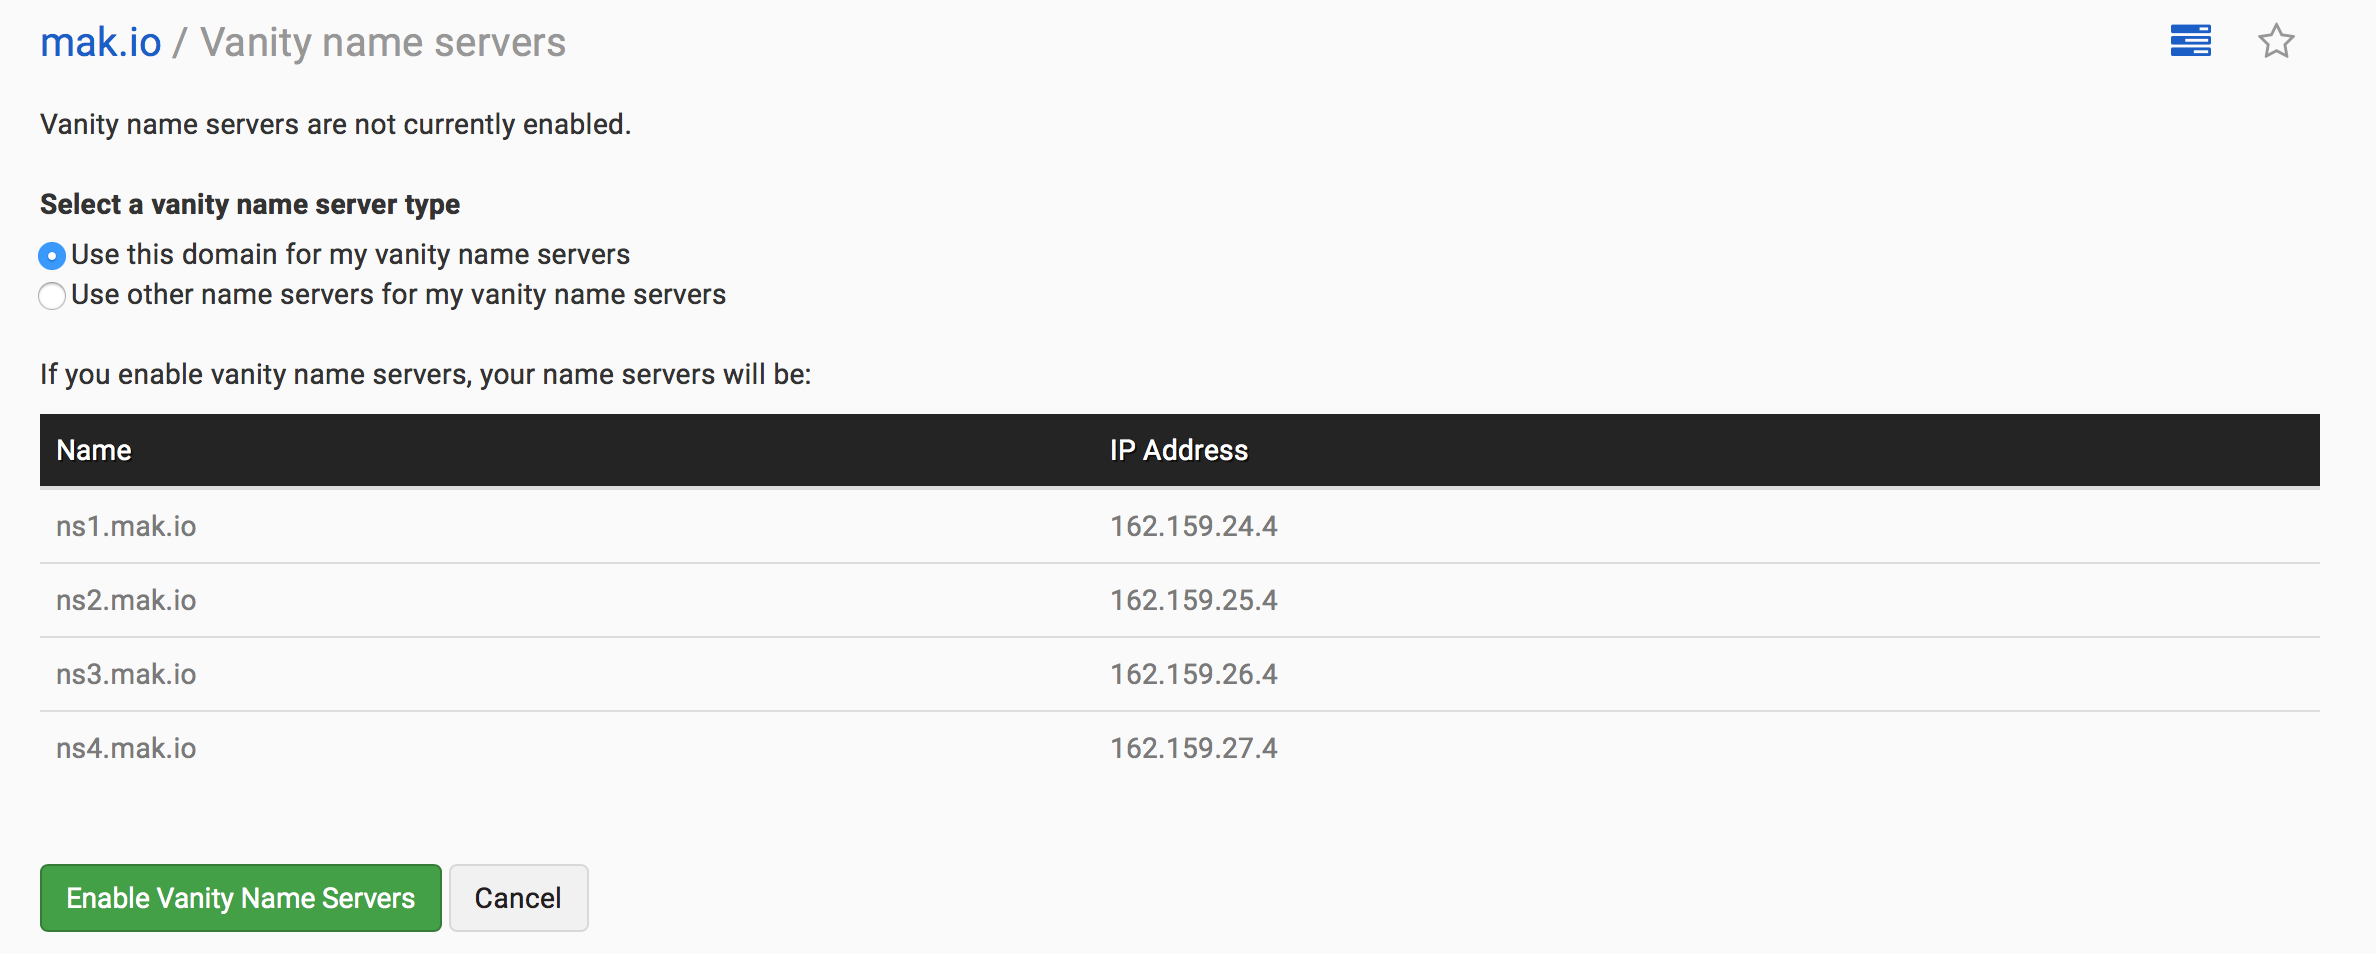 mak.io / Vanity name servers
Vanity name servers are not currently enabled.
Select a vanity name server type
Use this domain for my vanity name servers
Use other name servers for my vanity name servers
If you enable vanity name servers, your name servers will be:
Name IP Address
ns1.mak.io 162.159.24.4
ns2.mak.io 162.159.25.4
ns3.mak.io 162.159.26.4
ns4.mak.io 162.159.27.4
Enable Vanity Name Servers Cancel